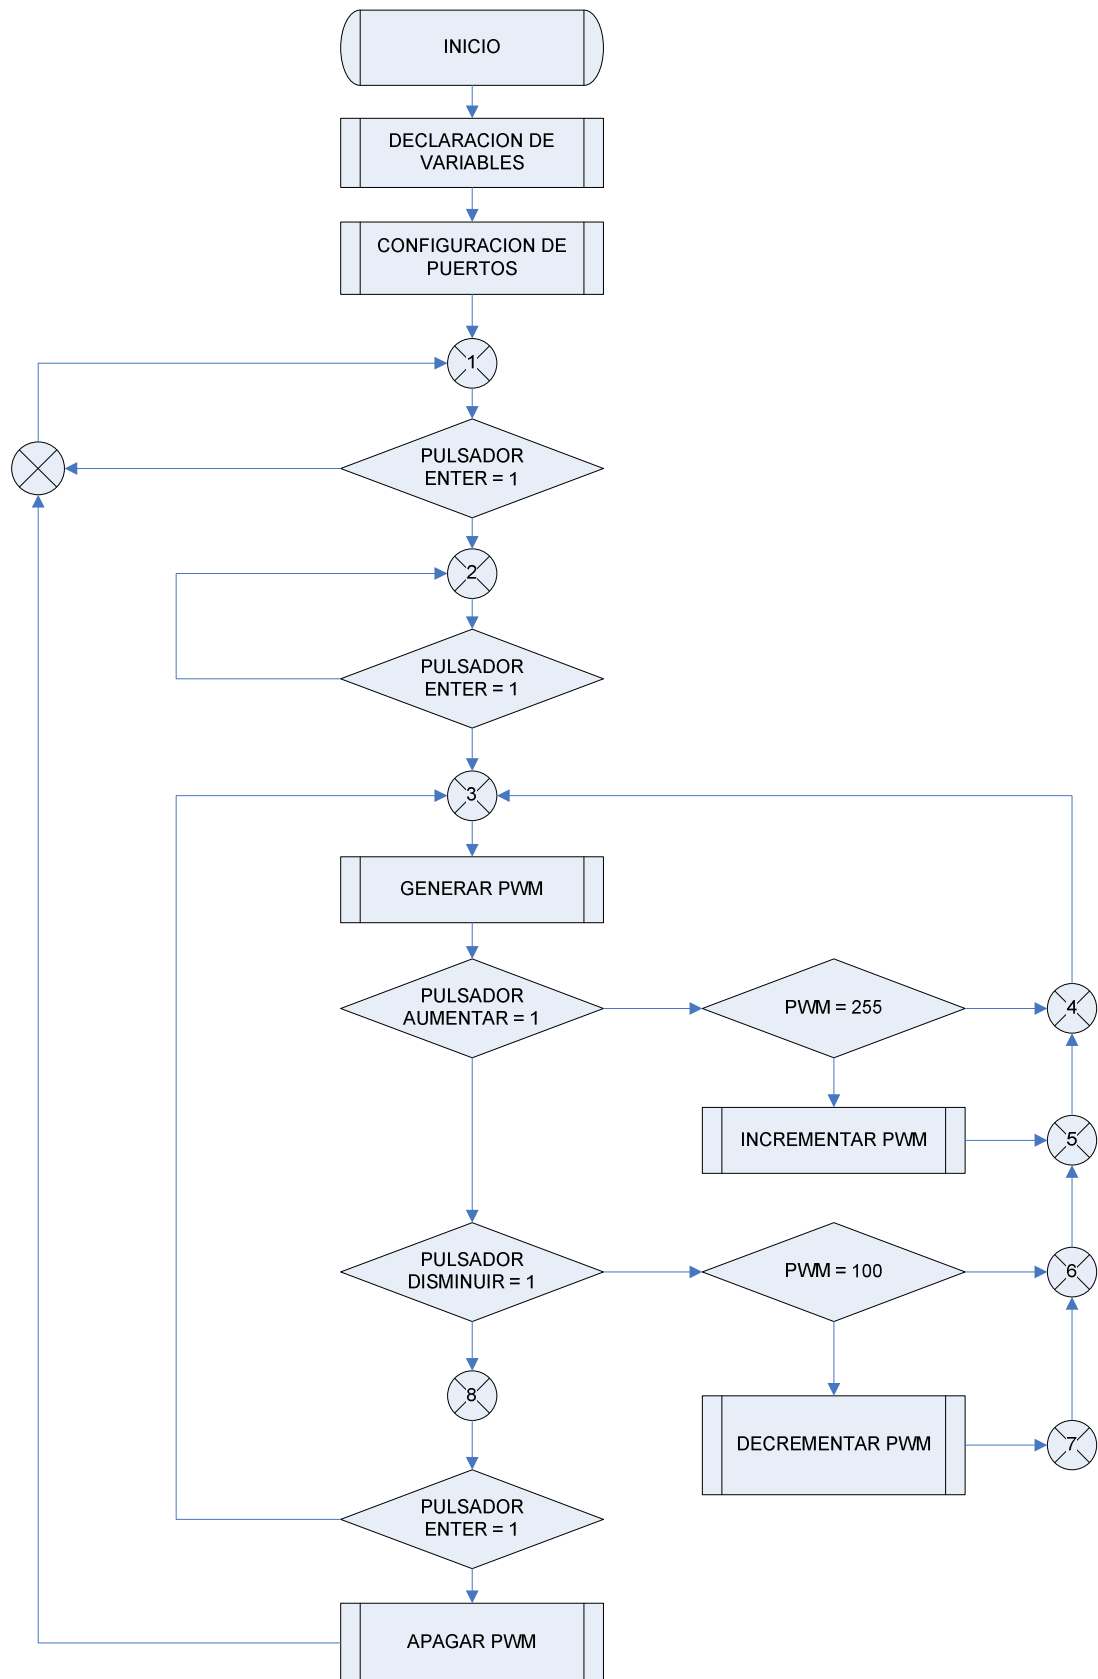 INICIO
DECLARACION DE
VARIABLES
CONFIGURACION DE
PUERTOS
1
PULSADOR
ENTER = 1
2
PULSADOR
ENTER = 1
3
GENERAR PWM
PULSADOR
AUMENTAR = 1
PWM = 255
4
INCREMENTAR PWM
5
PULSADOR
DISMINUIR = 1
PWM = 100
6
8
DECREMENTAR PWM
7
PULSADOR
ENTER = 1
APAGAR PWM